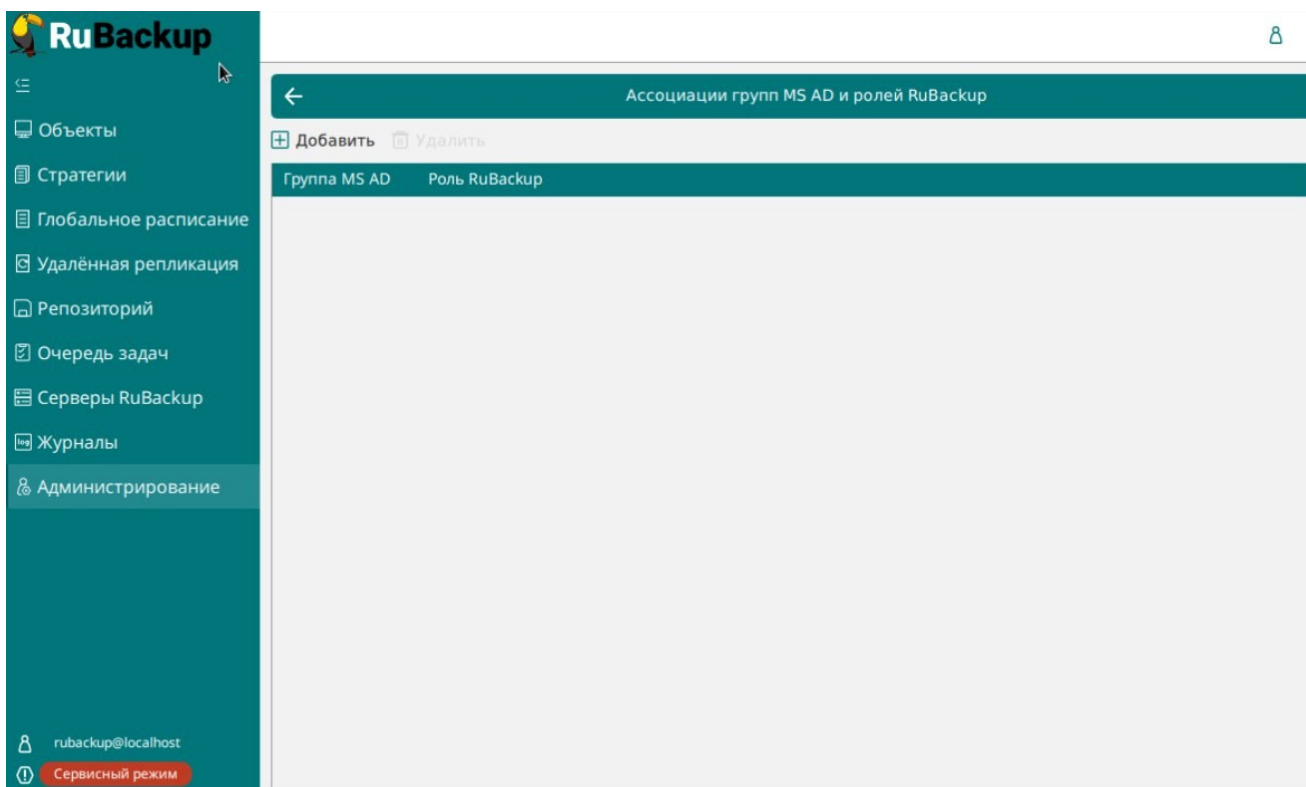 RuBackup
Ассоциации групп MS AD и ролей RuBackup
Объекты
Добавить Удалить
Стратегии
Группа MS AD Роль RuBackup
Глобальное расписание
Удалённая репликация
Репозиторий
Очередь задач
Серверы RuBackup
log Журналы
Администрирование
rubackup@localhost
Сервисный режим